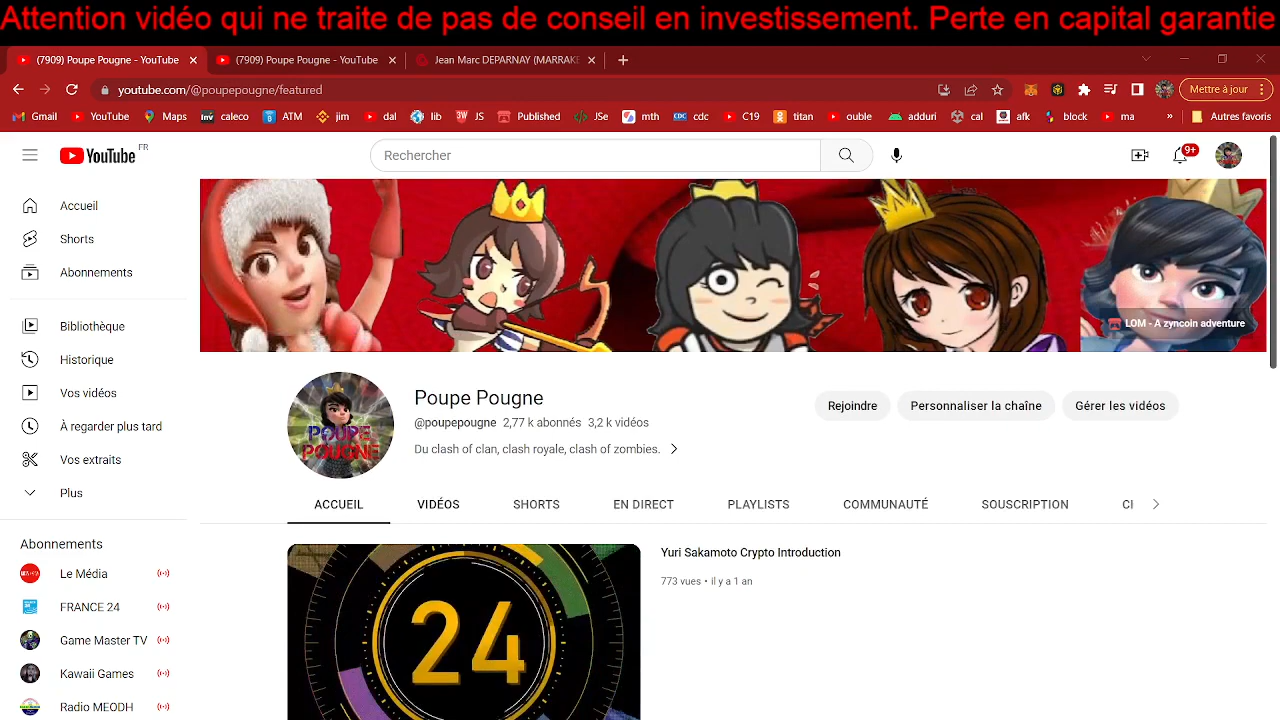 Attention vidéo qui ne traite de pas de conseil en investissement. Perte en capital garantie
(7909) Poupe Pougne - YouTube
(7909) Poupe Pougne - YouTube
Jean Marc DEPARNAY (MARRAKE
youtube.com/@poupepougne/featured
Mettre à jour
Gmail YouTube Maps caleco ATM jim dal lib JS Published JSe mth cdc C19 titan ouble adduri cal afk block ma » Autres favoris
YouTube FR
Rechercher
9+
Accueil
Shorts
Abonnements
Bibliothèque
Historique
Vos vidéos
À regarder plus tard
Vos extraits
Plus
Abonnements
Le Média
FRANCE 24
Game Master TV
Kawaii Games
Radio MEODH
LOM - A zyncoin adventure
POUPE
POUGNE
Poupe Pougne
@poupepougne 2,77 k abonnés 3,2 k vidéos
Du clash of clan, clash royale, clash of zombies.
Rejoindre Personnaliser la chaîne Gérer les vidéos
ACCUEIL VIDÉOS SHORTS EN DIRECT PLAYLISTS COMMUNAUTÉ SOUSCRIPTION CI
24
Yuri Sakamoto Crypto Introduction
773 vues • il y a 1 an